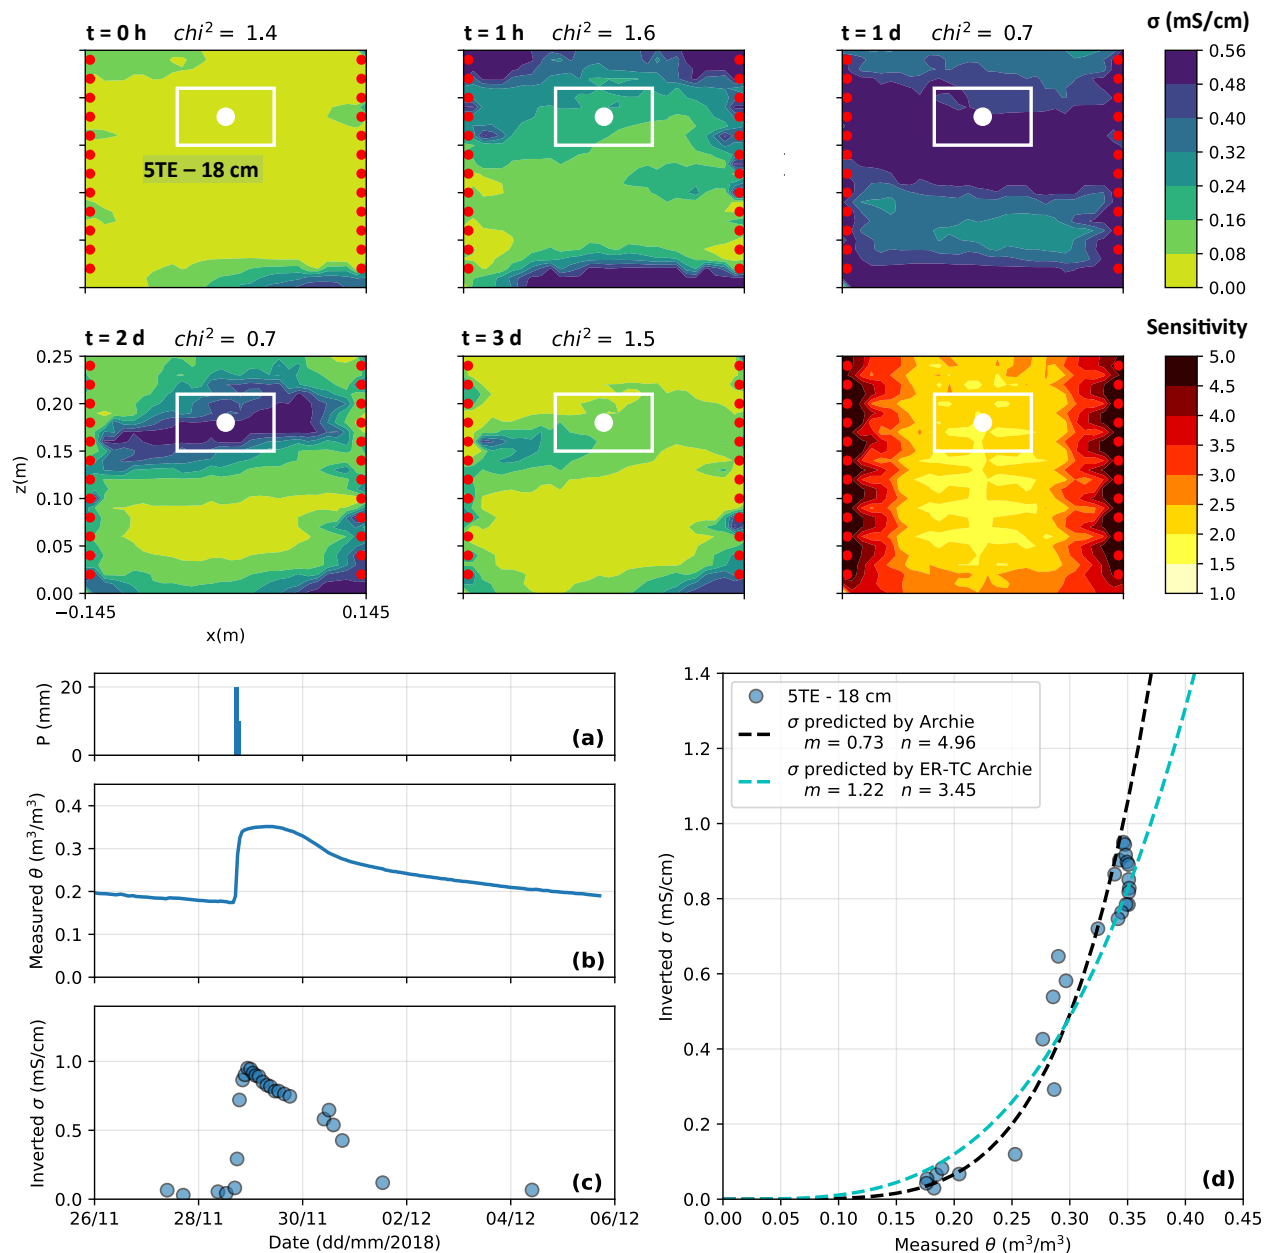 t = 0 h chi² = 1.4
t = 1 h chi² = 1.6
t = 1 d chi² = 0.7
σ (mS/cm)
0.56
0.48
0.40
0.32
0.24
0.16
0.08
0.00
5TE – 18 cm
t = 2 d chi² = 0.7
t = 3 d chi² = 1.5
Sensitivity
5.0
4.5
4.0
3.5
3.0
2.5
2.0
1.5
1.0
z(m)
0.25
0.20
0.15
0.10
0.05
0.00
−0.145 0.145
x(m)
P (mm)
20
0
(a)
Measured θ (m³/m³)
0.4
0.3
0.2
0.1
0.0
(b)
Inverted σ (mS/cm)
1.0
0.5
0.0
(c)
26/11 28/11 30/11 02/12 04/12 06/12
Date (dd/mm/2018)
Inverted σ (mS/cm)
1.4
1.2
1.0
0.8
0.6
0.4
0.2
0.0
5TE - 18 cm
σ predicted by Archie
m = 0.73 n = 4.96
σ predicted by ER-TC Archie
m = 1.22 n = 3.45
(d)
0.00 0.05 0.10 0.15 0.20 0.25 0.30 0.35 0.40 0.45
Measured θ (m³/m³)